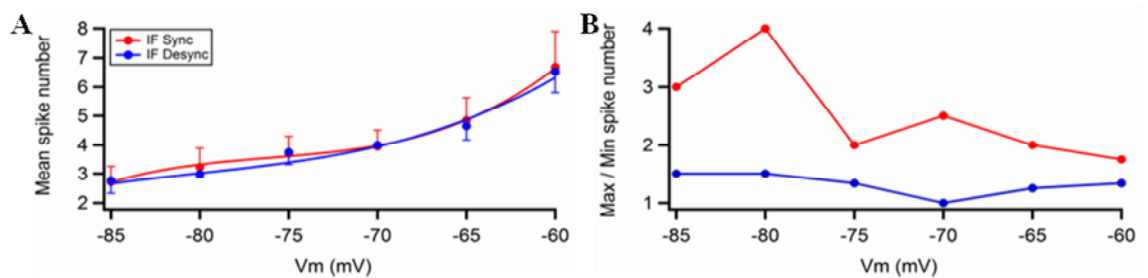 A
IF Sync
IF Desync
Mean spike number
8
7
6
5
4
3
2
-85
-80
-75
-70
-65
-60
Vm (mV)
B
Max / Min spike number
4
3
2
1
-85
-80
-75
-70
-65
-60
Vm (mV)